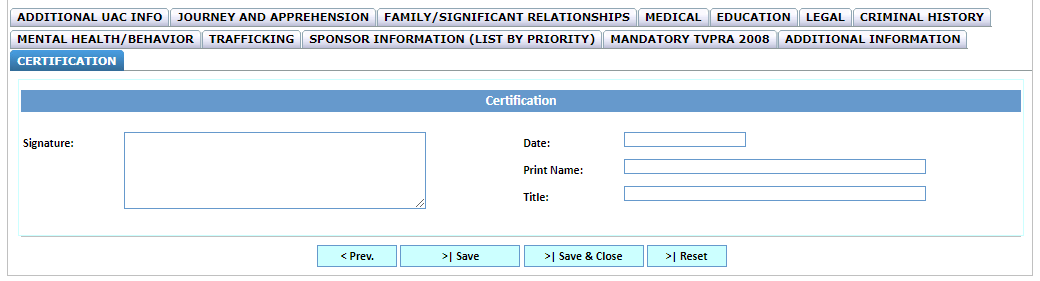 ADDITIONAL UAC INFO JOURNEY AND APPREHENSION FAMILY/SIGNIFICANT RELATIONSHIPS MEDICAL EDUCATION LEGAL CRIMINAL HISTORY
MENTAL HEALTH/BEHAVIOR TRAFFICKING SPONSOR INFORMATION (LIST BY PRIORITY) MANDATORY TVPRA 2008 ADDITIONAL INFORMATION
CERTIFICATION
Certification
Signature: Date:
Print Name:
Title:
< Prev. >| Save >| Save & Close >| Reset